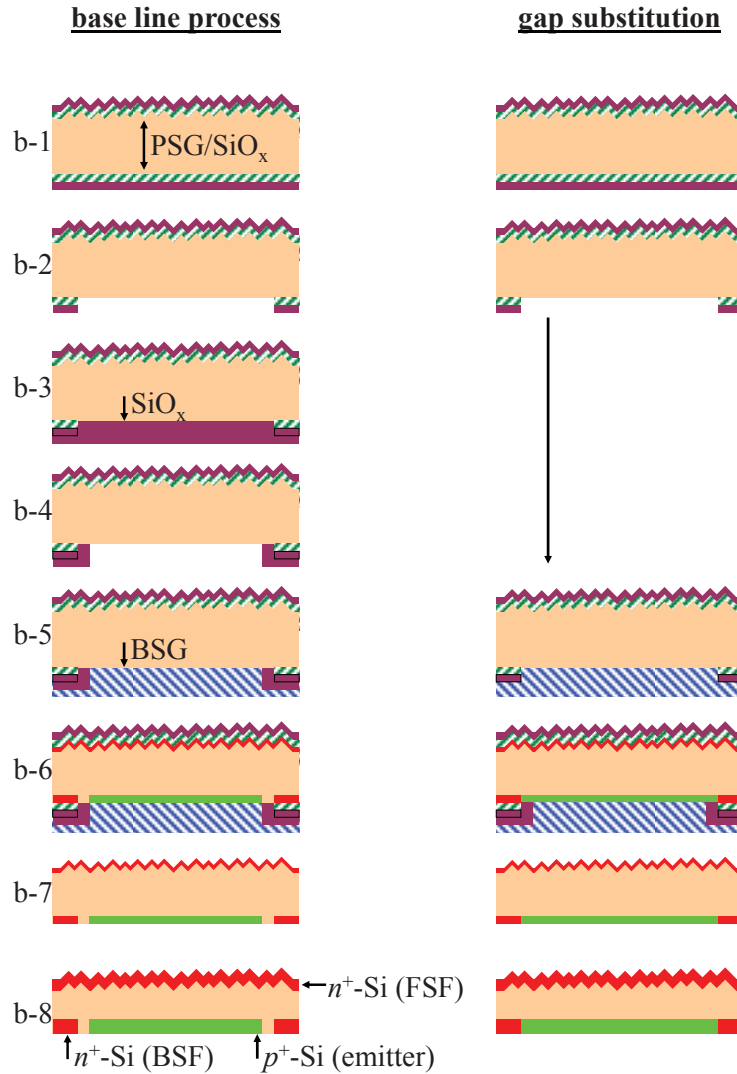 base line process
gap substitution
b-1
PSG/SiOx
b-2
b-3
SiOx
b-4
b-5
BSG
b-6
b-7
b-8
n+-Si (FSF)
n+-Si (BSF)
p+-Si (emitter)